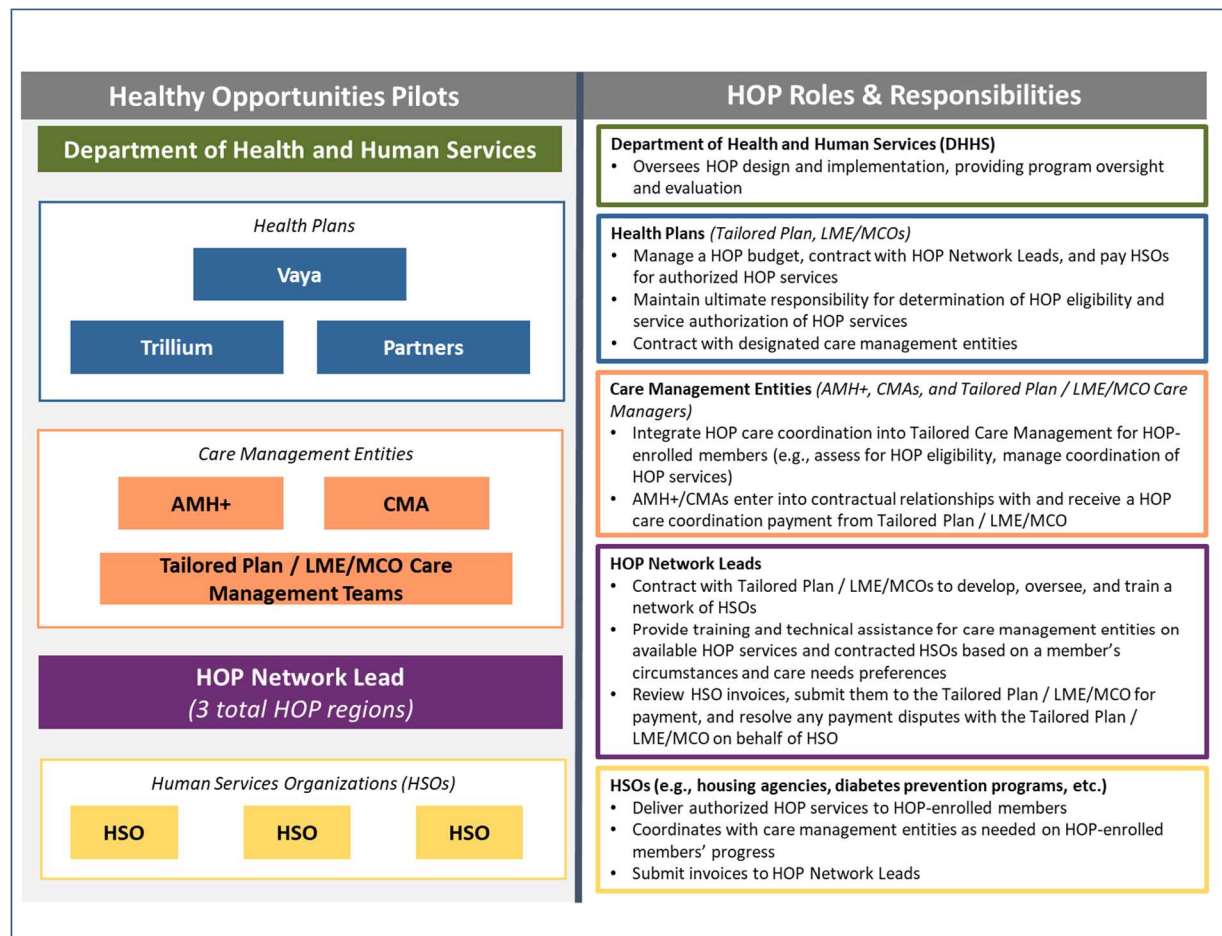 Healthy Opportunities Pilots
Department of Health and Human Services
Health Plans
Vaya
Trillium
Partners
Care Management Entities
AMH+
CMA
Tailored Plan / LME/MCO Care
Management Teams
HOP Network Lead
(3 total HOP regions)
Human Services Organizations (HSOs)
HSO
HSO
HSO
HOP Roles & Responsibilities
Department of Health and Human Services (DHHS)
• Oversees HOP design and implementation, providing program oversight
and evaluation
Health Plans (Tailored Plan, LME/MCOs)
• Manage a HOP budget, contract with HOP Network Leads, and pay HSOs
for authorized HOP services
• Maintain ultimate responsibility for determination of HOP eligibility and
service authorization of HOP services
• Contract with designated care management entities
Care Management Entities (AMH+, CMAs, and Tailored Plan / LME/MCO Care
Managers)
• Integrate HOP care coordination into Tailored Care Management for HOP-
enrolled members (e.g., assess for HOP eligibility, manage coordination of
HOP services)
• AMH+/CMAs enter into contractual relationships with and receive a HOP
care coordination payment from Tailored Plan / LME/MCO
HOP Network Leads
• Contract with Tailored Plan / LME/MCOs to develop, oversee, and train a
network of HSOs
• Provide training and technical assistance for care management entities on
available HOP services and contracted HSOs based on a member's
circumstances and care needs preferences
• Review HSO invoices, submit them to the Tailored Plan / LME/MCO for
payment, and resolve any payment disputes with the Tailored Plan /
LME/MCO on behalf of HSO
HSOs (e.g., housing agencies, diabetes prevention programs, etc.)
• Deliver authorized HOP services to HOP-enrolled members
• Coordinates with care management entities as needed on HOP-enrolled
members' progress
• Submit invoices to HOP Network Leads